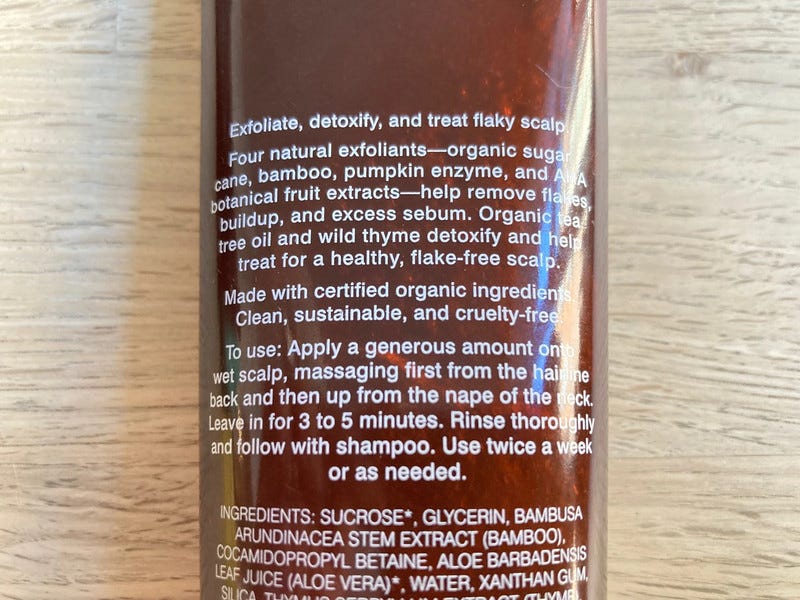 Exfoliate, detoxify, and treat flaky scalp.
Four natural exfoliants—organic sugar
cane, bamboo, pumpkin enzyme, and AHA
botanical fruit extracts—help remove flakes,
buildup, and excess sebum. Organic tea
tree oil and wild thyme detoxify and help
treat for a healthy, flake-free scalp.
Made with certified organic ingredients.
Clean, sustainable, and cruelty-free.
To use: Apply a generous amount onto
wet scalp, massaging first from the hairline
back and then up from the nape of the neck.
Leave in for 3 to 5 minutes. Rinse thoroughly
and follow with shampoo. Use twice a week
or as needed.
INGREDIENTS: SUCROSE*, GLYCERIN, BAMBUSA
ARUNDINACEA STEM EXTRACT (BAMBOO),
COCAMIDOPROPYL BETAINE, ALOE BARBADENSIS
LEAF JUICE (ALOE VERA)*, WATER, XANTHAN GUM,
SILICA, THYMUS EXTRACT (THYME),